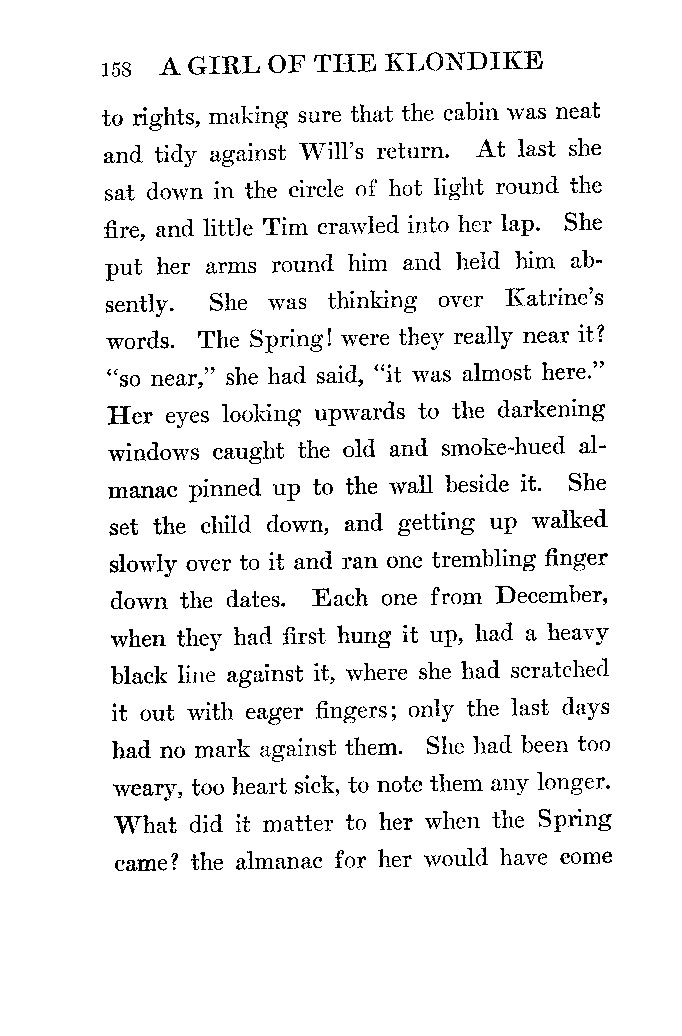 158 A GIRL OF THE KLONDIKE
to rights, making sure that the cabin was neat
and tidy against Will's return. At last she
sat down in the circle of hot light round the
fire, and little Tim crawled into her lap. She
put her arms round him and held him ab-
sently. She was thinking over Katrine's
words. The Spring! were they really near it?
“so near,” she had said, “it was almost here.”
Her eyes looking upwards to the darkening
windows caught the old and smoke-hued al-
manac pinned up to the wall beside it. She
set the child down, and getting up walked
slowly over to it and ran one trembling finger
down the dates. Each one from December,
when they had first hung it up, had a heavy
black line against it, where she had scratched
it out with eager fingers; only the last days
had no mark against them. She had been too
weary, too heart sick, to note them any longer.
What did it matter to her when the Spring
came? the almanac for her would have come